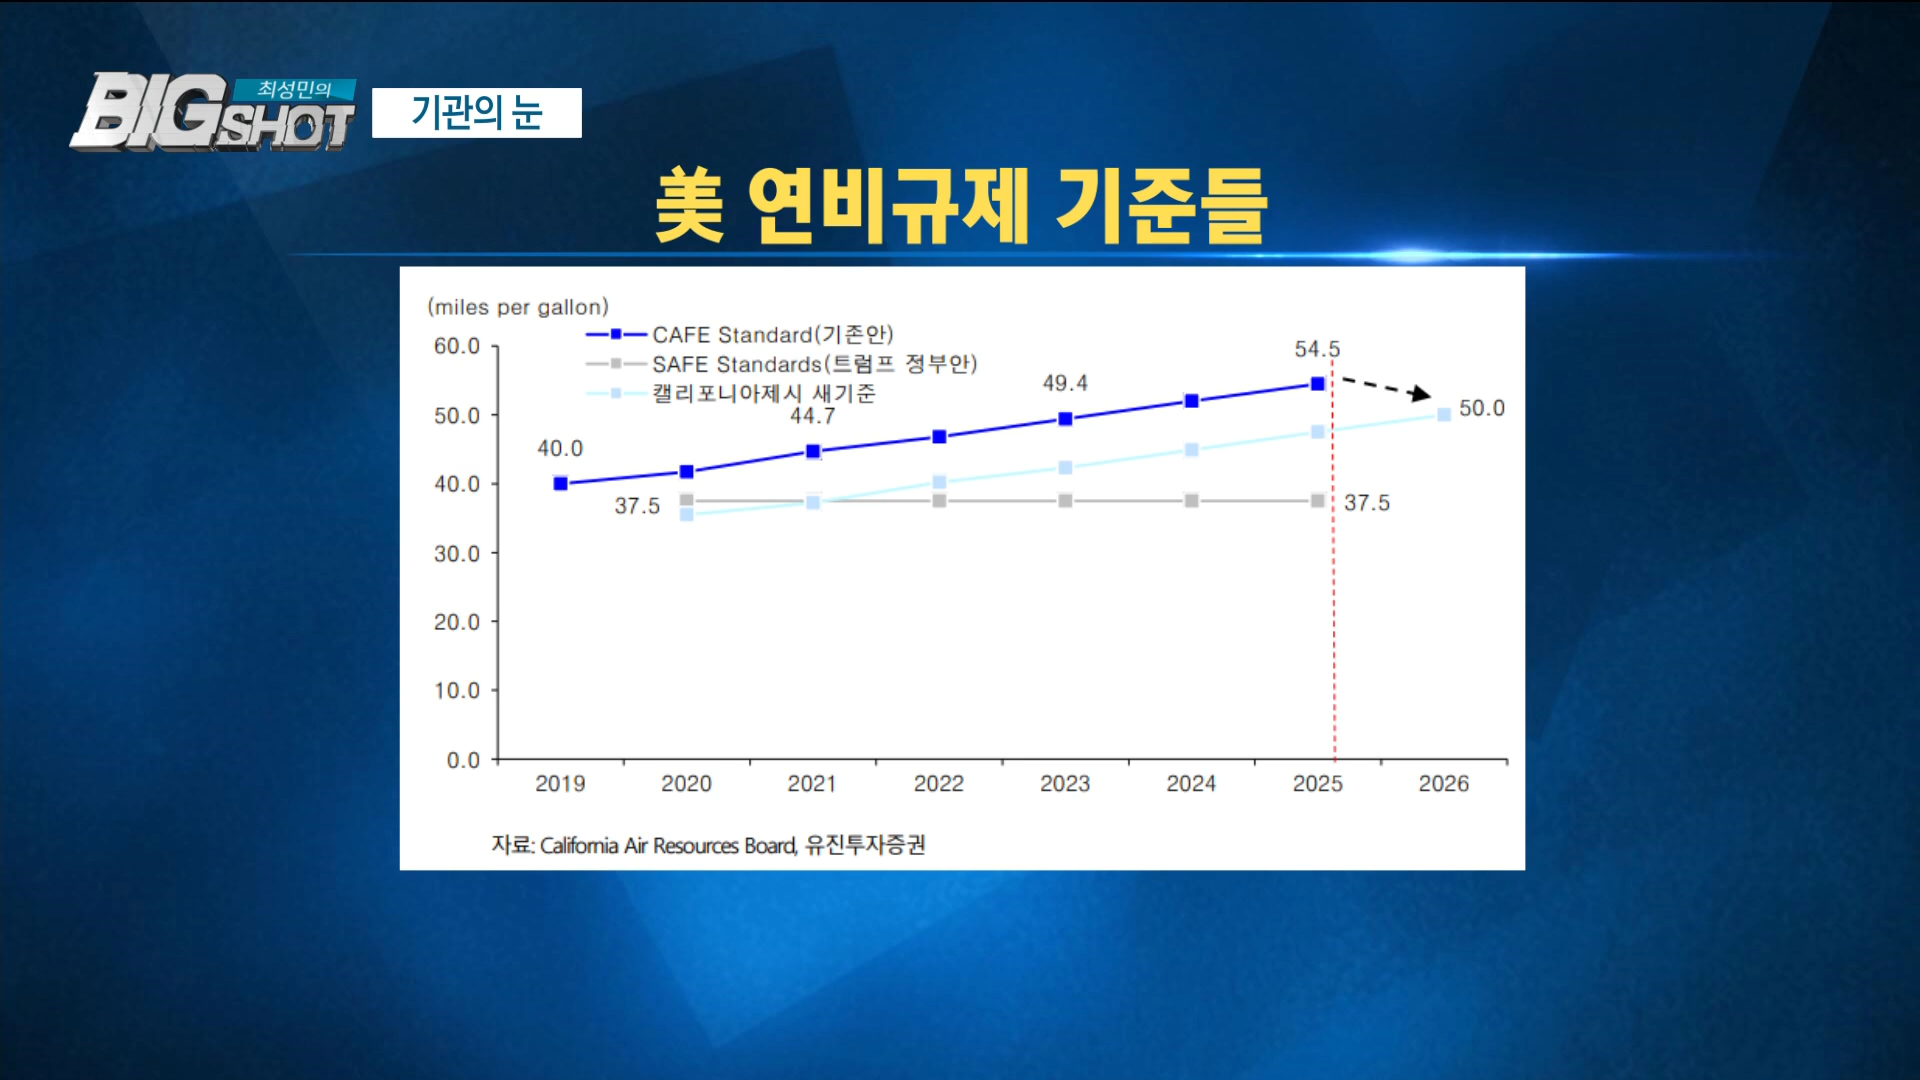 BIG SHOT 최성민의
기관의 눈
美 연비규제 기준들
(miles per gallon)
CAFE Standard(기존안)
SAFE Standards(트럼프 정부안)
캘리포니아제시 새기준
60.0
50.0
40.0
30.0
20.0
10.0
0.0
40.0
37.5
44.7
49.4
54.5
50.0
37.5
2019 2020 2021 2022 2023 2024 2025 2026
자료: California Air Resources Board, 유진투자증권